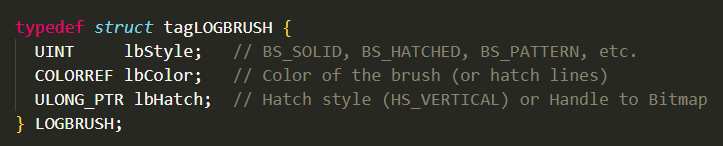 typedef struct tagLOGBRUSH {
  UINT     lbStyle;   // BS_SOLID, BS_HATCHED, BS_PATTERN, etc.
  COLORREF lbColor;   // Color of the brush (or hatch lines)
  ULONG_PTR lbHatch;  // Hatch style (HS_VERTICAL) or Handle to Bitmap
} LOGBRUSH;